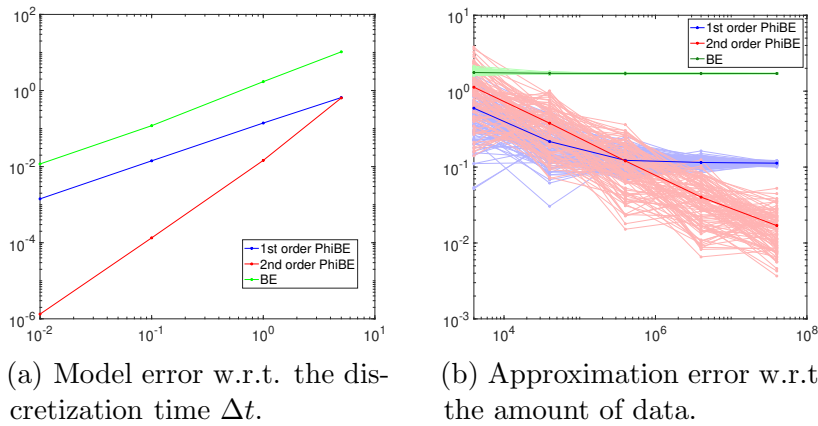 10^2
10^0
10^-2
10^-4
10^-6
10^-2
10^-1
10^0
10^1
1st order PhiBE
2nd order PhiBE
BE
(a) Model error w.r.t. the dis-
cretization time Δt.
10^1
10^0
10^-1
10^-2
10^-3
10^4
10^6
10^8
1st order PhiBE
2nd order PhiBE
BE
(b) Approximation error w.r.t
the amount of data.